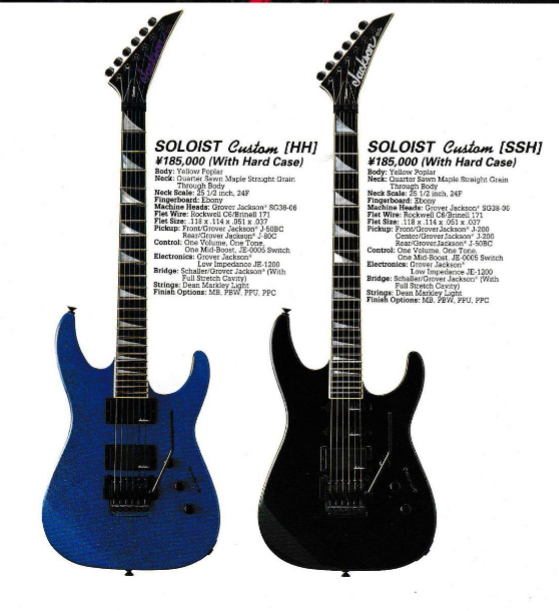 Jackson
SOLOIST Custom [HH]
¥185,000 (With Hard Case)
Body: Yellow Poplar
Neck: Quarter Sawn Maple Straight Grain
Through Body
Neck Scale: 25 1/2 inch, 24F
Fingerboard: Ebony
Machine Heads: Grover Jackson® SG38-06
Flet Wire: Rockwell C6/Brinell 171
Flet Size: .118 x .114 x .051 x .037
Pickup: Front/Grover Jackson® J-50BC
Rear/Grover Jackson® J-90C
Control: One Volume, One Tone,
One Mid-Boost, JE-0005 Switch
Electronics: Grover Jackson®
Low Impedance JE-1200
Bridge: Schaller/Grover Jackson® (With
Full Stretch Cavity)
Strings: Dean Markley Light
Finish Options: MB, PBW, PPU, PPC
Jackson
SOLOIST Custom [SSH]
¥185,000 (With Hard Case)
Body: Yellow Poplar
Neck: Quarter Sawn Maple Straight Grain
Through Body
Neck Scale: 25 1/2 inch, 24F
Fingerboard: Ebony
Machine Heads: Grover Jackson® SG38-06
Flet Wire: Rockwell C6/Brinell 171
Flet Size: .118 x .114 x .051 x .037
Pickup: Front/Grover Jackson® J-200
Center/Grover Jackson® J-200
Rear/Grover Jackson® J-50BC
Control: One Volume, One Tone,
One Mid-Boost, JE-0005 Switch
Electronics: Grover Jackson®
Low Impedance JE-1200
Bridge: Schaller/Grover Jackson® (With
Full Stretch Cavity)
Strings: Dean Markley Light
Finish Options: MB, PBW, PPU, PPC